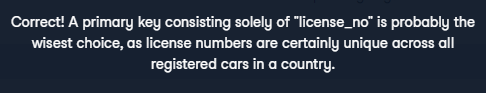 Correct! A primary key consisting solely of "license_no" is probably the
wisest choice, as license numbers are certainly unique across all
registered cars in a country.